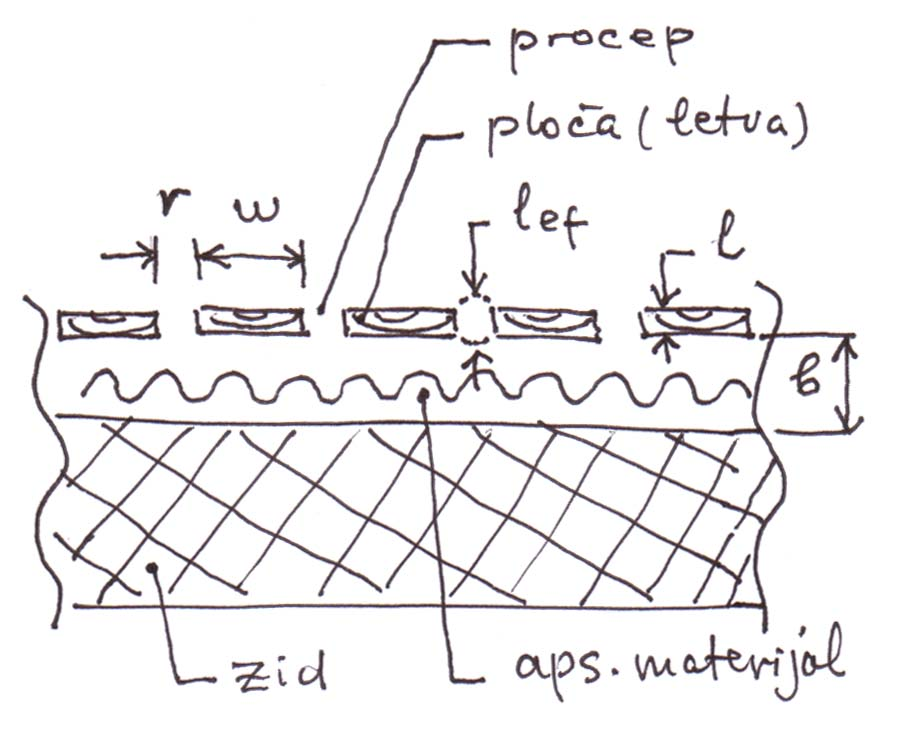 procep
ploča (letva)
r
w
lef
l
b
zid
aps. materijal